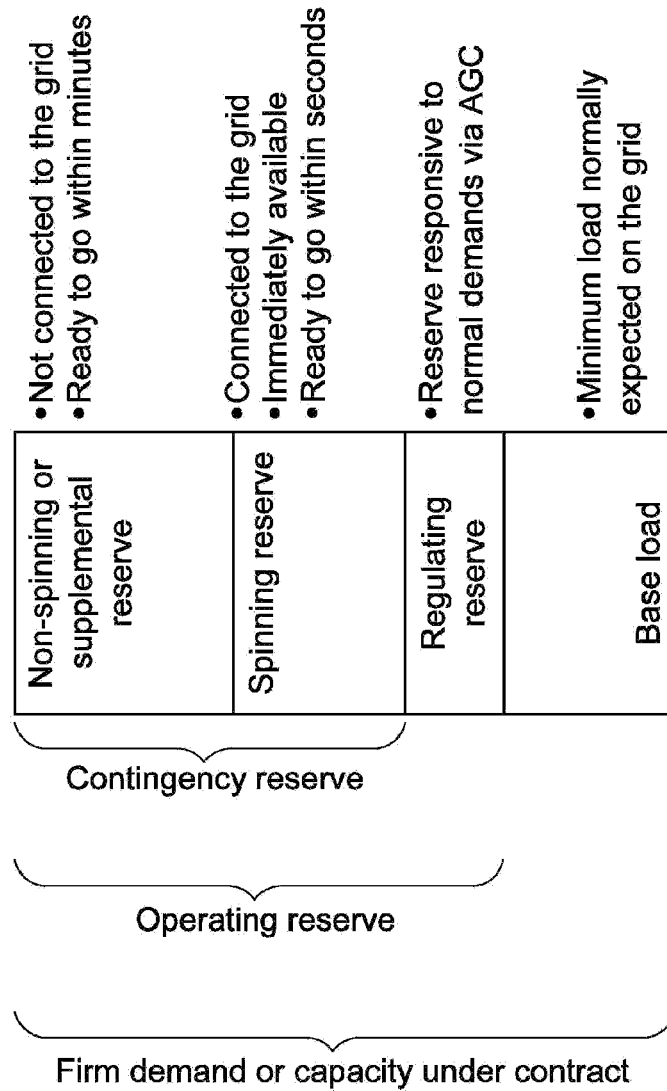 Non-spinning or
supplemental
reserve
•Not connected to the grid
•Ready to go within minutes
Spinning reserve
•Connected to the grid
•Immediately available
•Ready to go within seconds
Regulating
reserve
•Reserve responsive to
normal demands via AGC
Base load
•Minimum load normally
expected on the grid
Contingency reserve
Operating reserve
Firm demand or capacity under contract